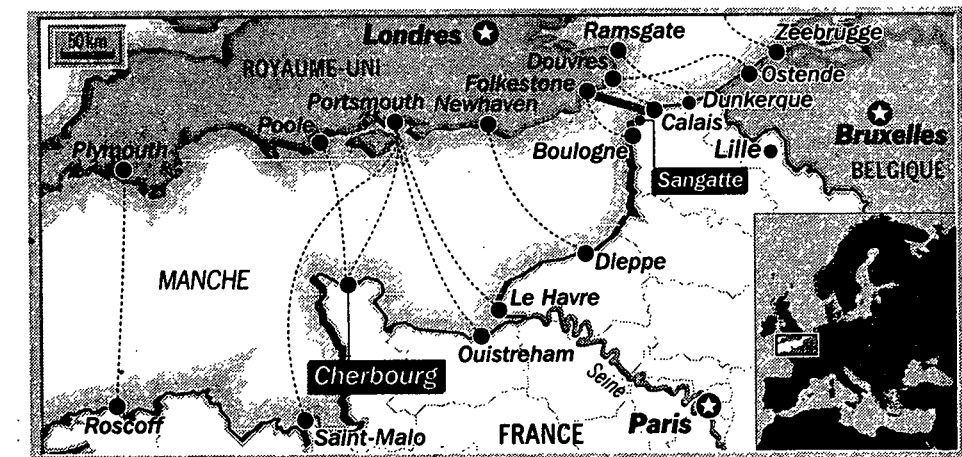 50 km
Londres
Ramsgate
Zeebrugge
ROYAUME-UNI
Douvres
Ostende
Folkestone
Portsmouth
Newhaven
Dunkerque
Poole
Calais
Bruxelles
Plymouth
Boulogne
Lille
BELGIQUE
Sangatte
MANCHE
Dieppe
Le Havre
Ouistreham
Cherbourg
Seine
Roscoff
Saint-Malo
FRANCE
Paris